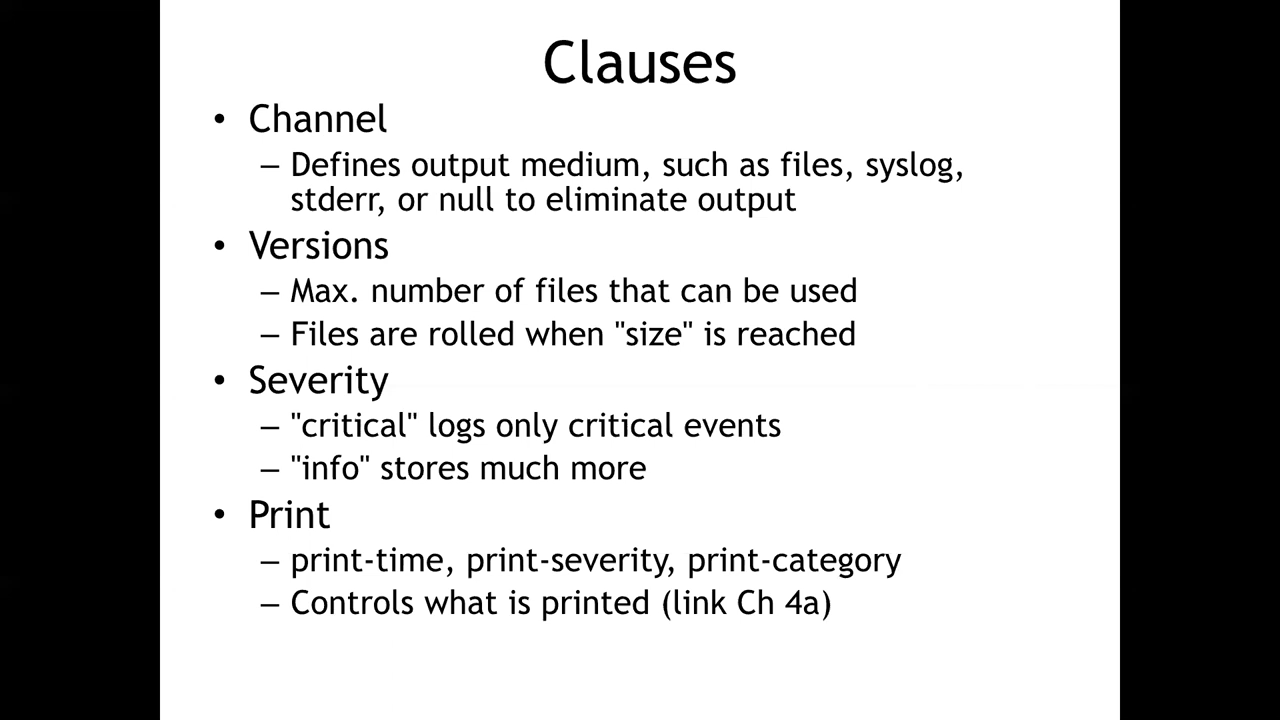 Clauses
• Channel
– Defines output medium, such as files, syslog,
stderr, or null to eliminate output
• Versions
– Max. number of files that can be used
– Files are rolled when "size" is reached
• Severity
– "critical" logs only critical events
– "info" stores much more
• Print
– print-time, print-severity, print-category
– Controls what is printed (link Ch 4a)